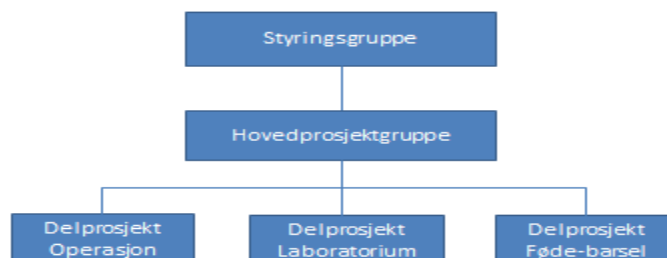 Styringsgruppe
Hovedprosjektgruppe
Delprosjekt
Operasjon
Delprosjekt
Laboratorium
Delprosjekt
Føde-barsel